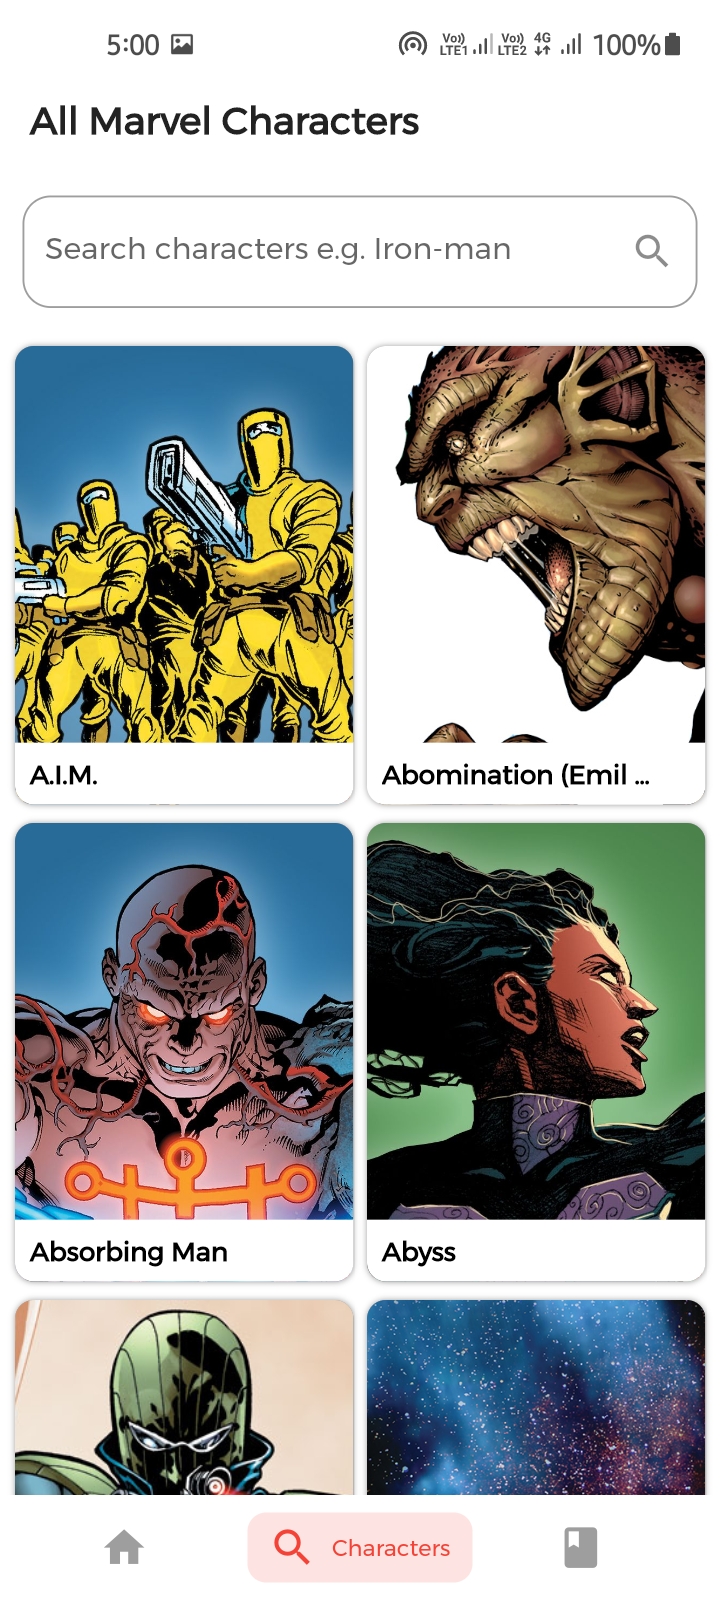 5:00 Vo)) LTE1 Vo)) LTE2 4G 100%
All Marvel Characters
Search characters e.g. Iron-man
A.I.M.
Abomination (Emil ...
Absorbing Man
Abyss
Characters